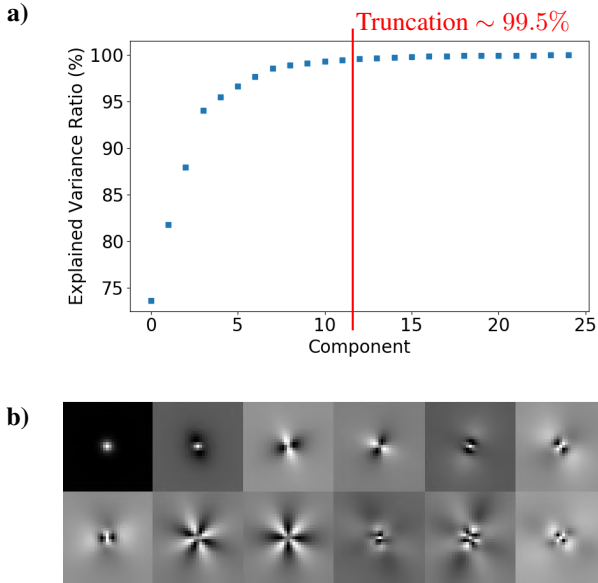 a)
Truncation ~ 99.5%
100
95
90
85
80
75
Explained Variance Ratio (%)
0 5 10 15 20 25
Component
b)